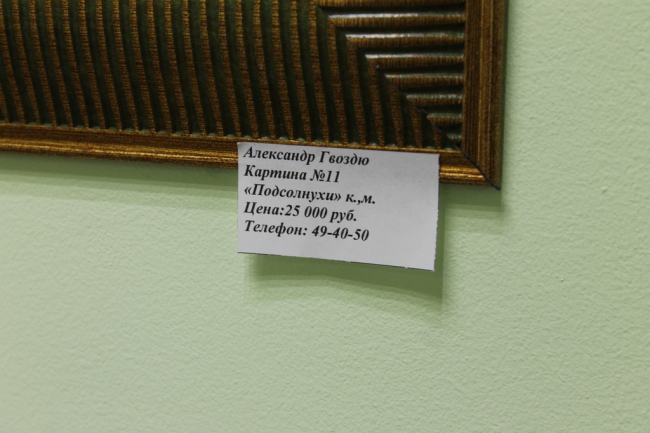 Александр Гвоздю
Картина №11
«Подсолнухи» к.,м.
Цена:25 000 руб.
Телефон: 49-40-50